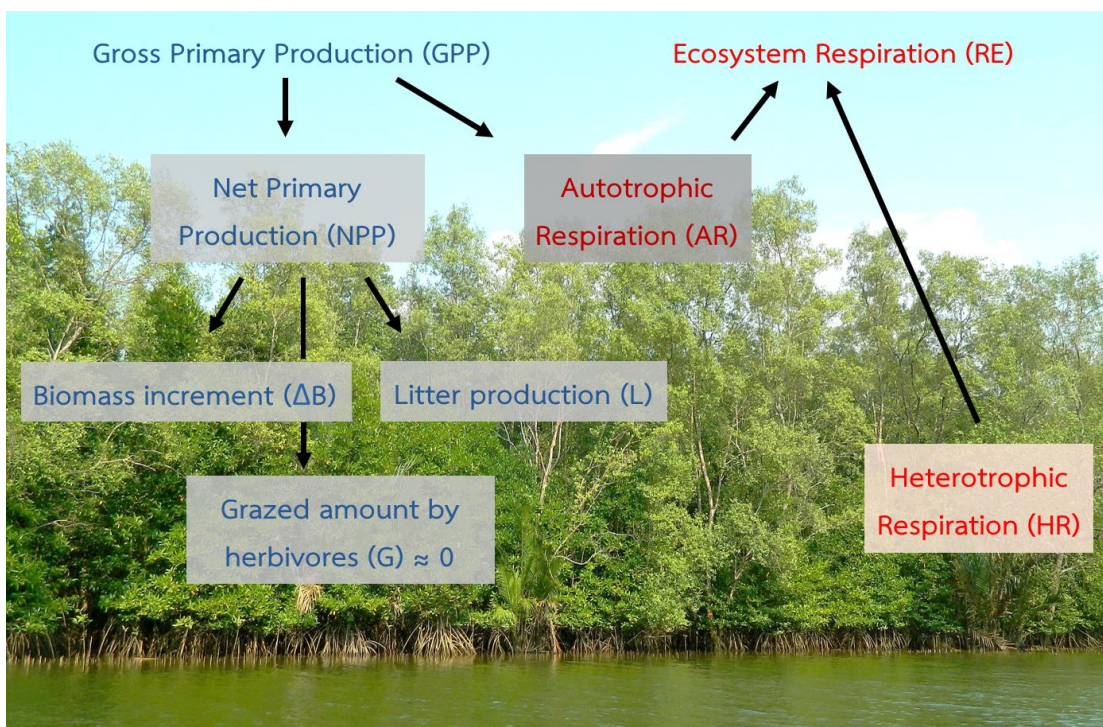 Gross Primary Production (GPP)
Ecosystem Respiration (RE)
Net Primary
Production (NPP)
Autotrophic
Respiration (AR)
Biomass increment (ΔB)
Litter production (L)
Grazed amount by
herbivores (G) ≈ 0
Heterotrophic
Respiration (HR)